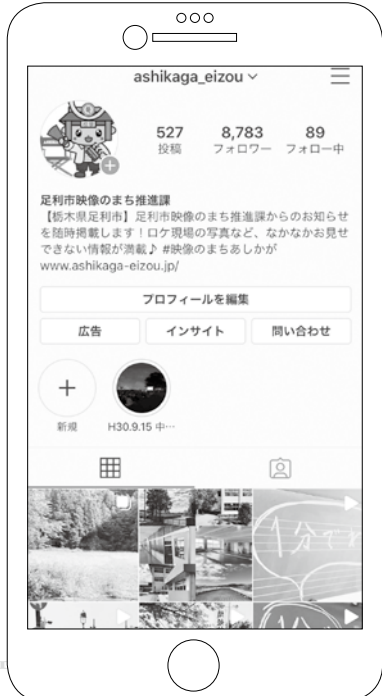 ashikaga_eizou
527 8,783 89
投稿 フォロワー フォロー中
足利市映像のまち推進課
【栃木県足利市】足利市映像のまち推進課からのお知らせ
を随時掲載します！ロケ現場の写真など、なかなかお見せ
できない情報が満載♪ #映像のまちあしかが
www.ashikaga-eizou.jp/
プロフィールを編集
広告 インサイト 問い合わせ
新規 H30.9.15 中…
1分で